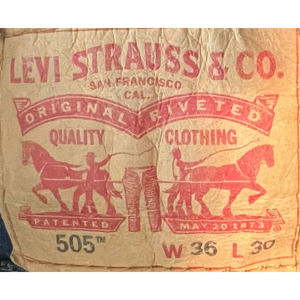 LEVI STRAUSS & CO.
SAN FRANCISCO
CAL.
ORIGINAL RIVETED
QUALITY CLOTHING
PATENTED MAY 20 1873
505™ W 36 L 30